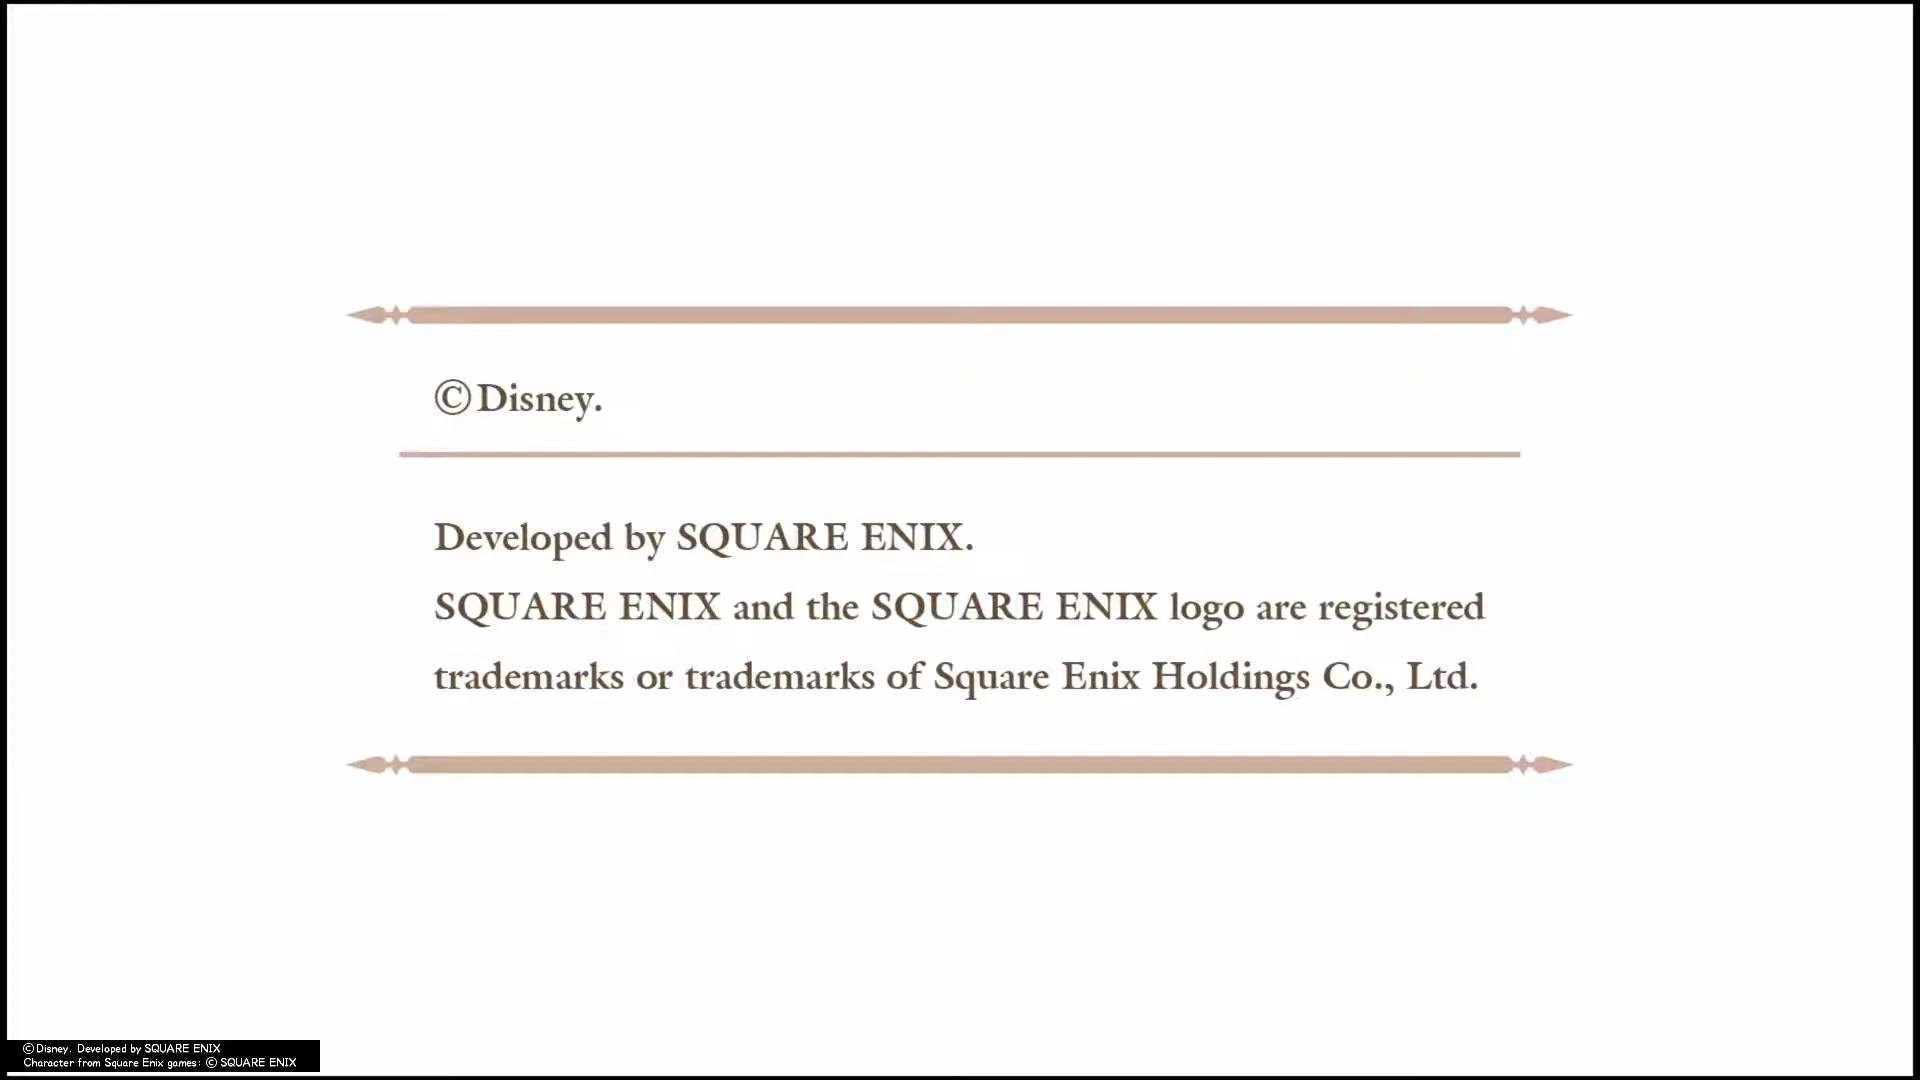 ©Disney.
Developed by SQUARE ENIX.
SQUARE ENIX and the SQUARE ENIX logo are registered
trademarks or trademarks of Square Enix Holdings Co., Ltd.
©Disney. Developed by SQUARE ENIX
Character from Square Enix games: © SQUARE ENIX